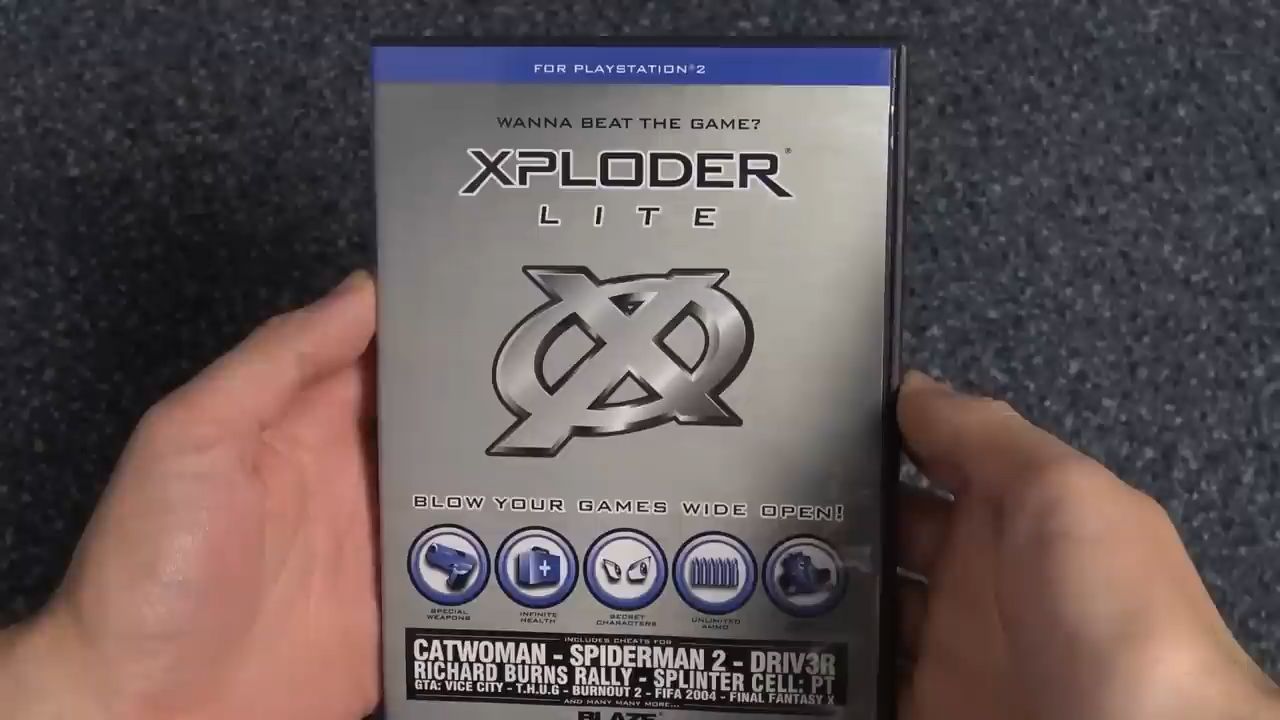 FOR PLAYSTATION®2
WANNA BEAT THE GAME?
XPLODER®
LITE
BLOW YOUR GAMES WIDE OPEN!
SPECIAL WEAPONS
INFINITE HEALTH
SECRET CHARACTERS
UNLIMITED AMMO
INCLUDES CHEATS FOR
CATWOMAN - SPIDERMAN 2 - DRIV3R
RICHARD BURNS RALLY - SPLINTER CELL: PT
GTA: VICE CITY - T.H.U.G - BURNOUT 2 - FIFA 2004 - FINAL FANTASY X
AND MANY MANY MORE...
BLAZE®